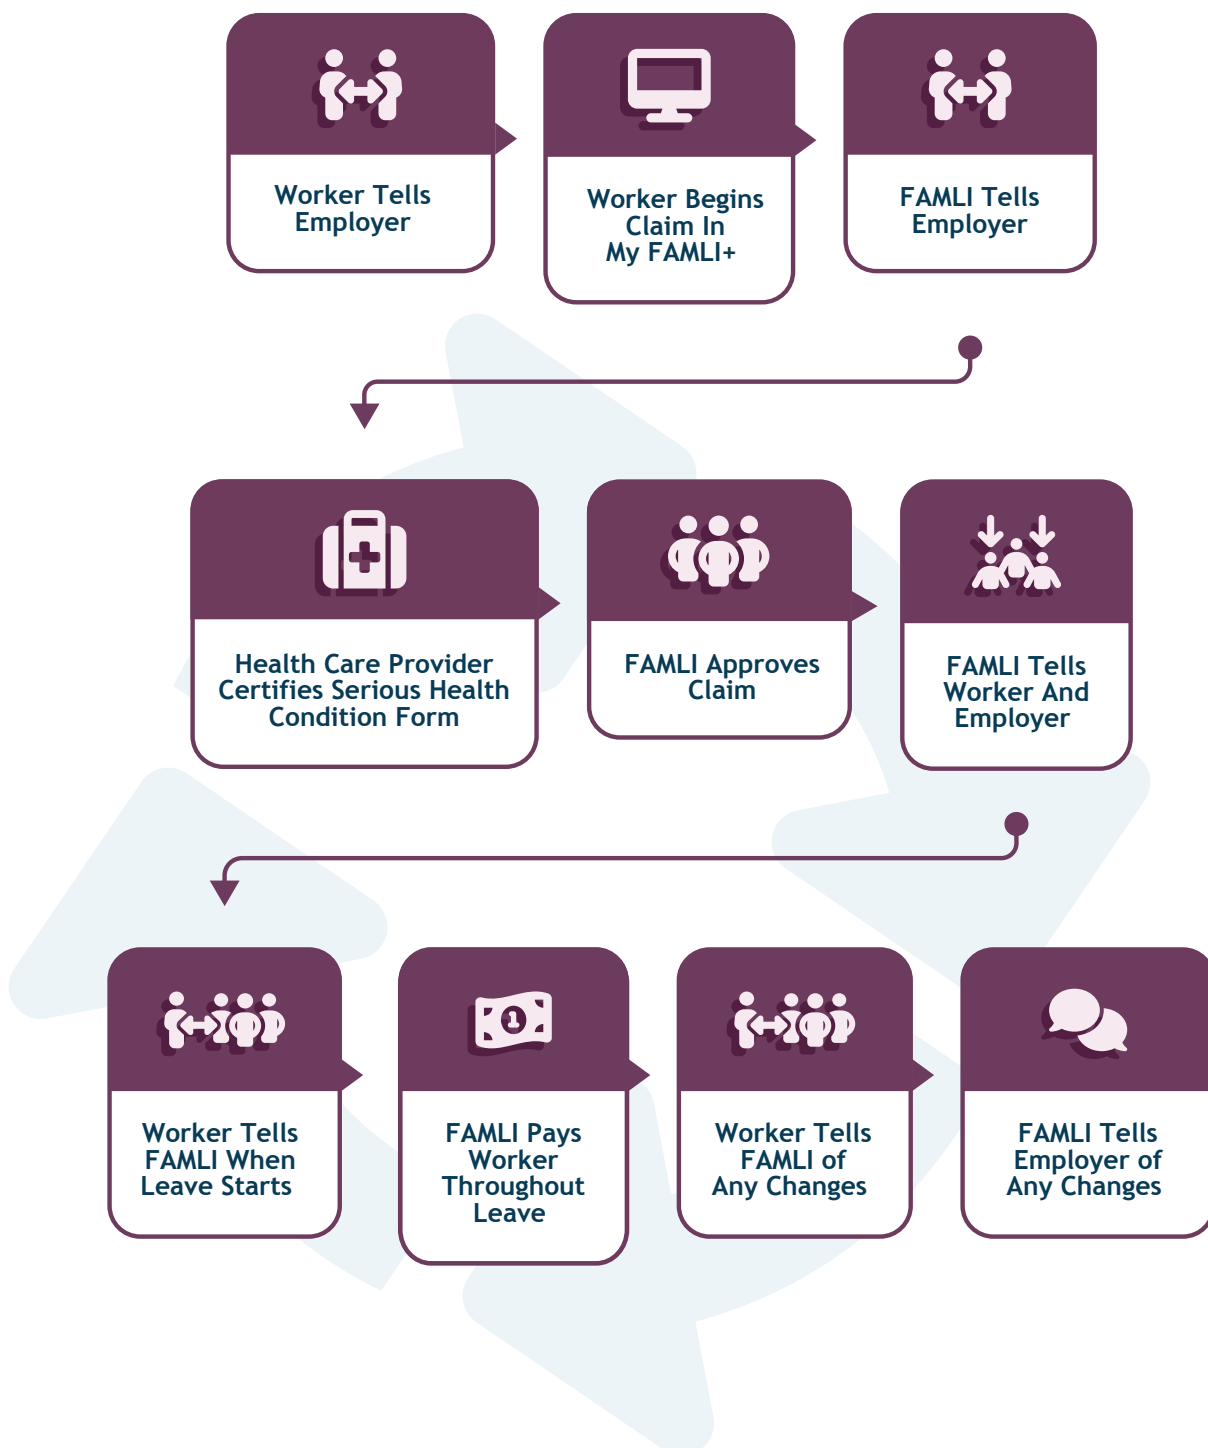 Worker Tells
Employer
Worker Begins
Claim In
My FAMLI+
FAMLI Tells
Employer
Health Care Provider
Certifies Serious Health
Condition Form
FAMLI Approves
Claim
FAMLI Tells
Worker And
Employer
Worker Tells
FAMLI When
Leave Starts
1
FAMLI Pays
Worker
Throughout
Leave
Worker Tells
FAMLI of
Any Changes
FAMLI Tells
Employer of
Any Changes